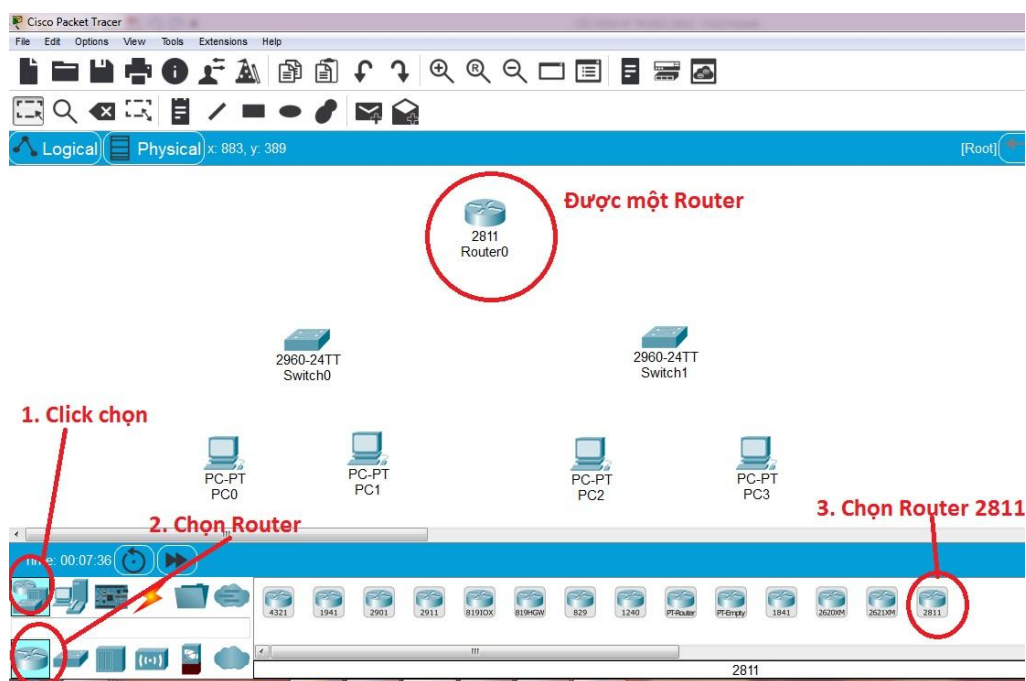 Cisco Packet Tracer
File Edit Options View Tools Extensions Help
Logical Physical x: 883, y: 389 [Root]
Được một Router
2811
Router0
2960-24TT
Switch0
2960-24TT
Switch1
1. Click chọn
PC-PT
PC0
PC-PT
PC1
PC-PT
PC2
PC-PT
PC3
2. Chọn Router
3. Chọn Router 2811
Time: 00:07:36
4321 1941 2901 2911 819IOX 819HGW 829 1240 PT-Router PT-Empty 1841 2620XM 2621XM 2811
2811